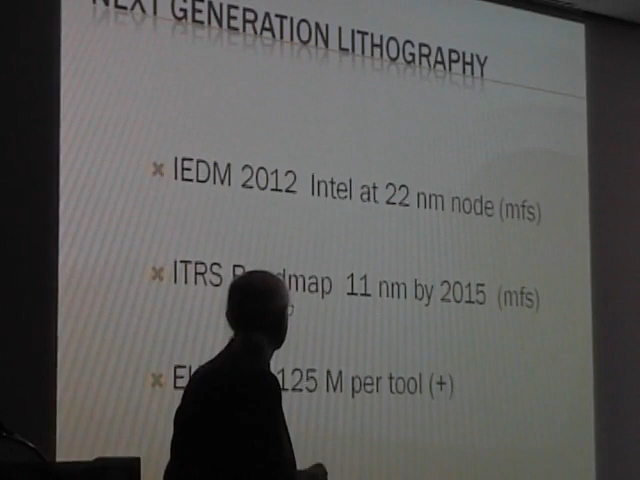 NEXT GENERATION LITHOGRAPHY
IEDM 2012 Intel at 22 nm node (mfs)
ITRS 11 nm by 2015 (mfs)
125 M per tool (+)